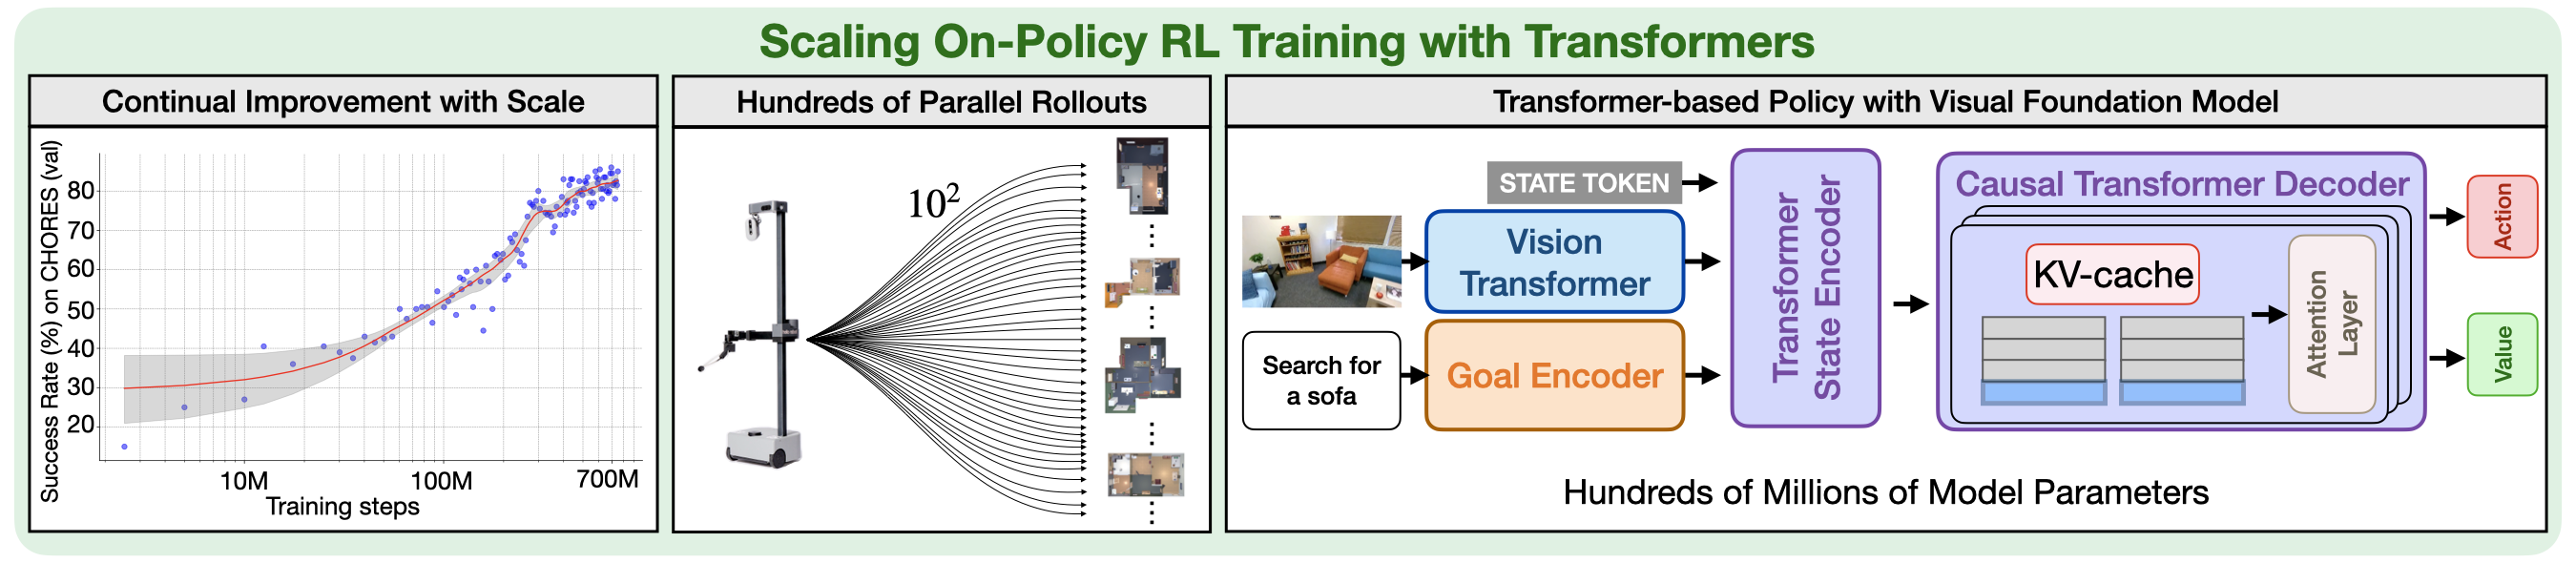 Scaling On-Policy RL Training with Transformers
Continual Improvement with Scale
Success Rate (%) on CHORES (val)
80
70
60
50
40
30
20
10M
100M
700M
Training steps
Hundreds of Parallel Rollouts
10²
Transformer-based Policy with Visual Foundation Model
STATE TOKEN
Vision
Transformer
Search for
a sofa
Goal Encoder
Transformer
State Encoder
Causal Transformer Decoder
KV-cache
Attention
Layer
Action
Value
Hundreds of Millions of Model Parameters